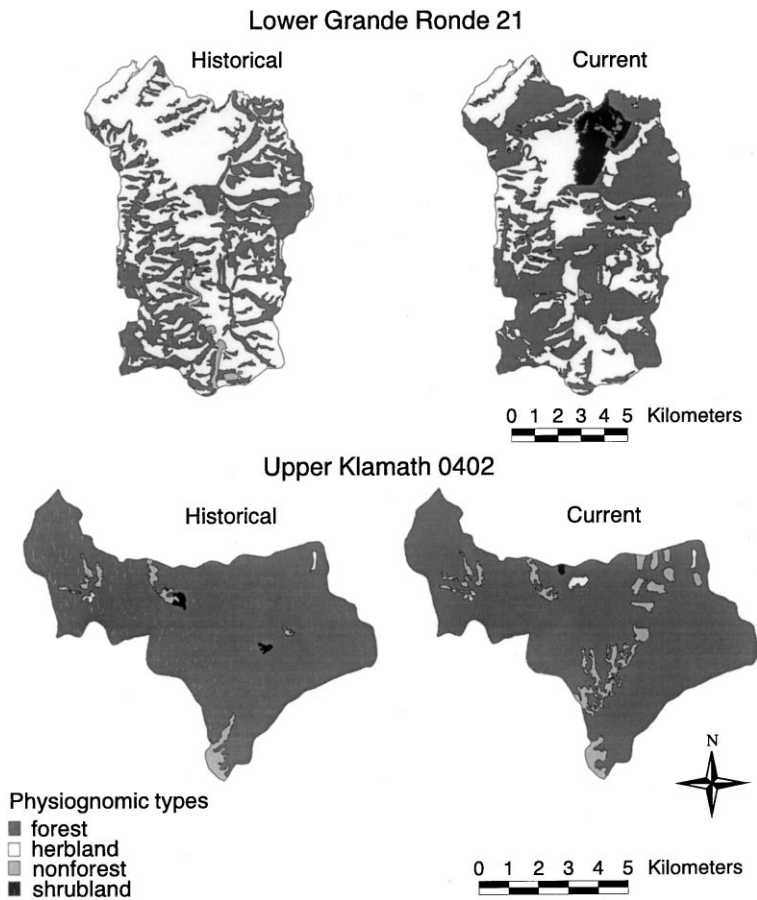 Lower Grande Ronde 21
Historical
Current
0 1 2 3 4 5 Kilometers
Upper Klamath 0402
Historical
Current
N
Physiognomic types
forest
herbland
nonforest
shrubland
0 1 2 3 4 5 Kilometers